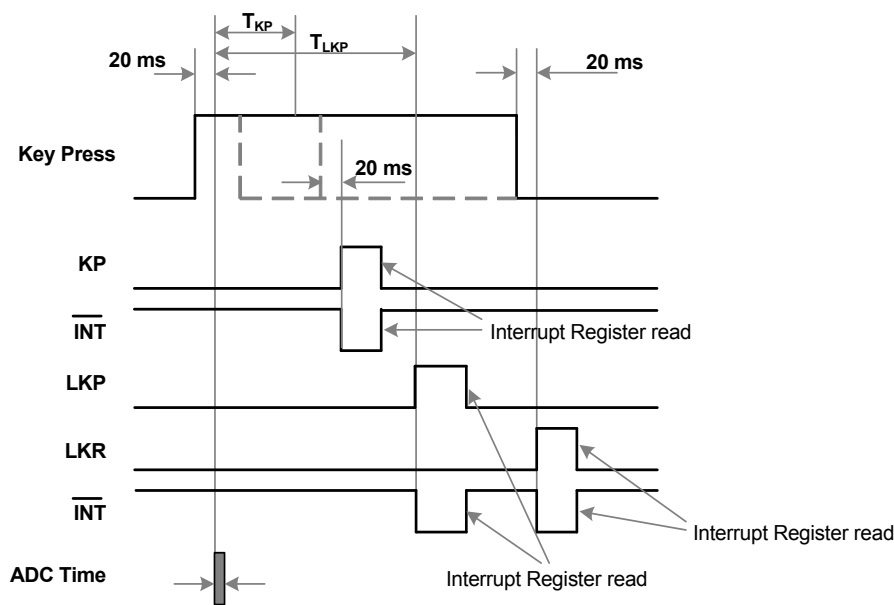 T_KP
T_LKP
20 ms
20 ms
Key Press
20 ms
KP
INT
Interrupt Register read
LKP
LKR
INT
Interrupt Register read
Interrupt Register read
ADC Time